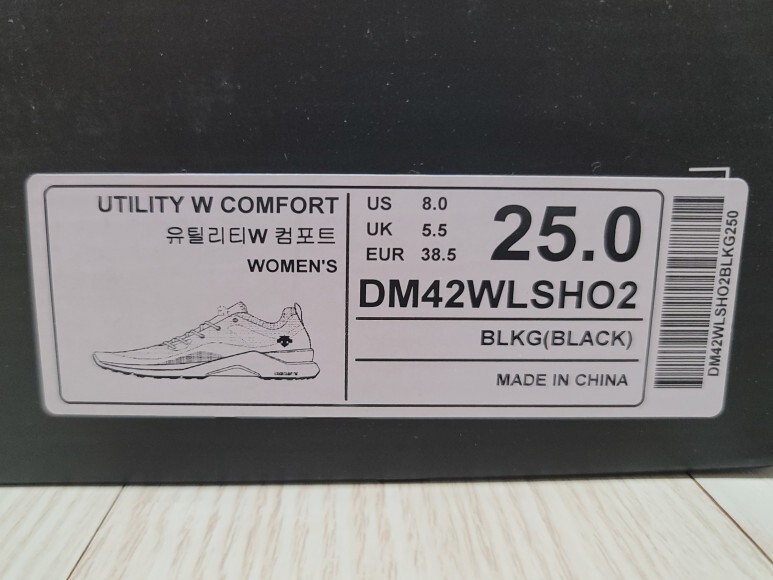 UTILITY W COMFORT
유틸리티W 컴포트
WOMEN'S
US 8.0
UK 5.5
EUR 38.5
25.0
DM42WLSHO2
BLKG(BLACK)
MADE IN CHINA
DM42WLSHO2BLKG250